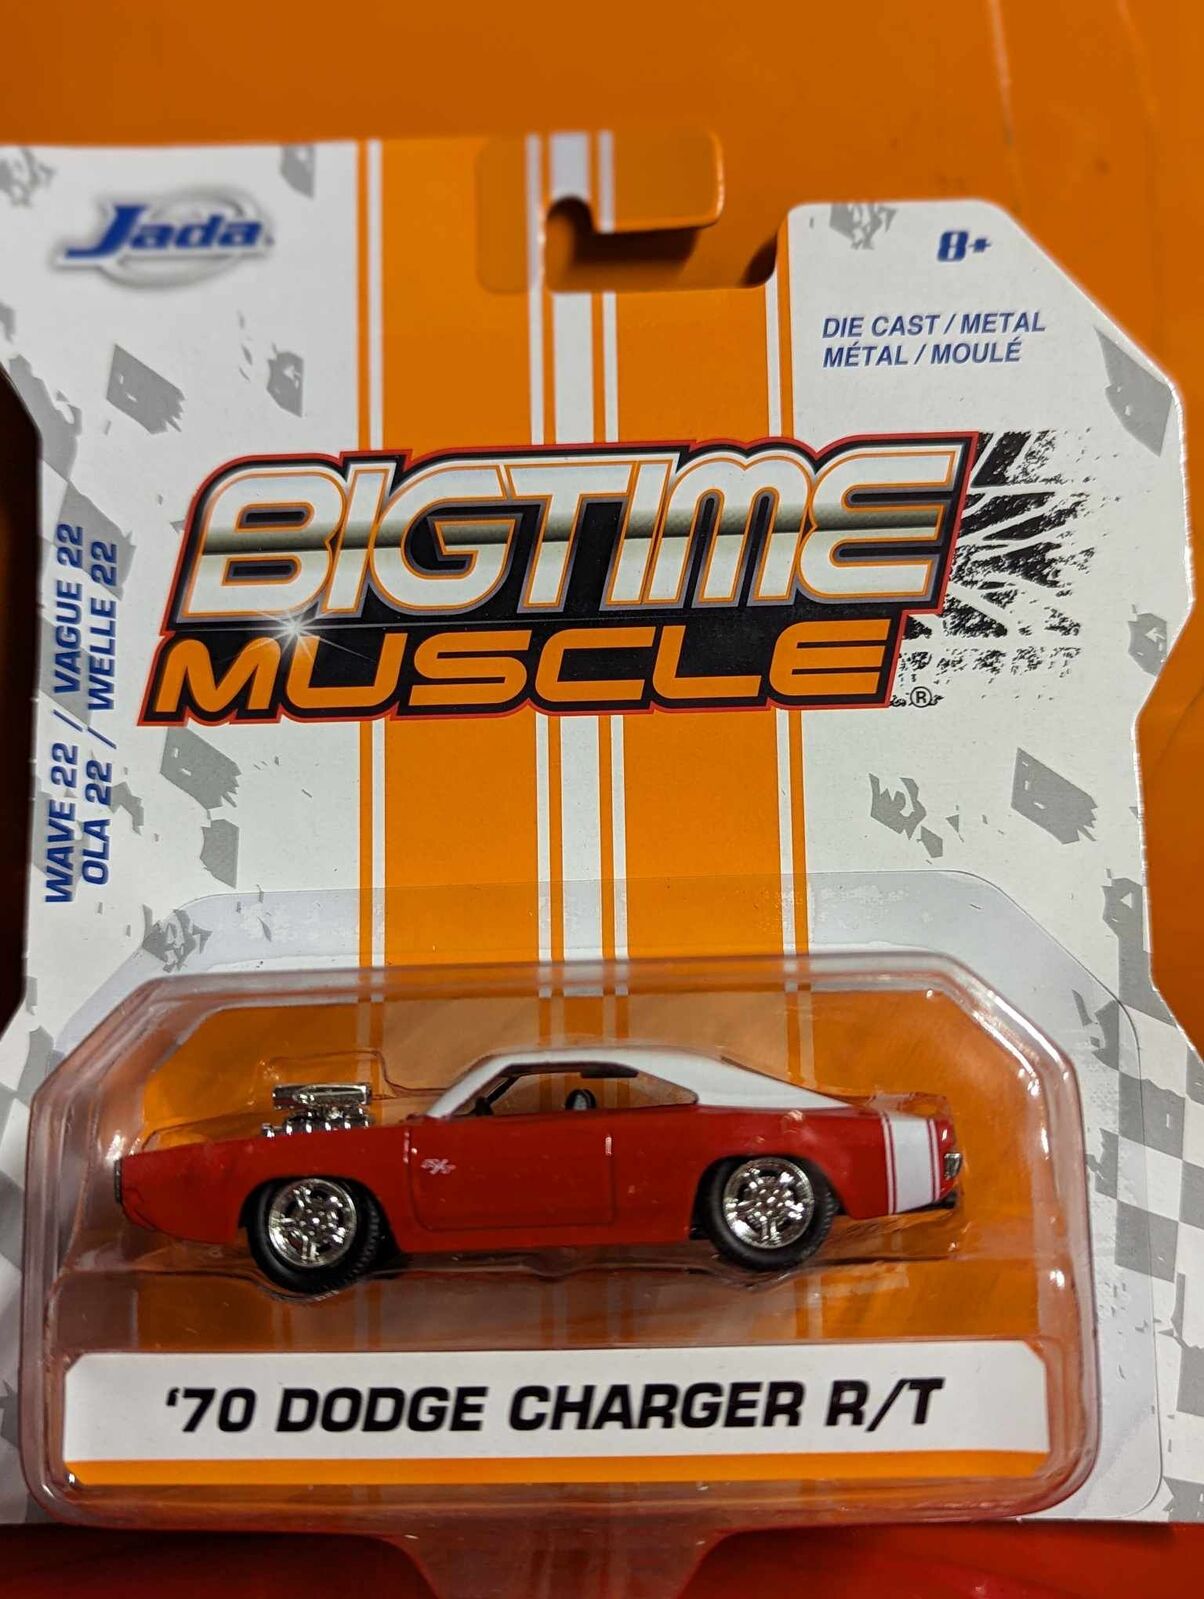 Jada
8+
DIE CAST / METAL
MÉTAL / MOULÉ
BIGTIME
MUSCLE®
WAVE 22 / VAGUE 22
OLA 22 / WELLE 22
R/T
'70 DODGE CHARGER R/T